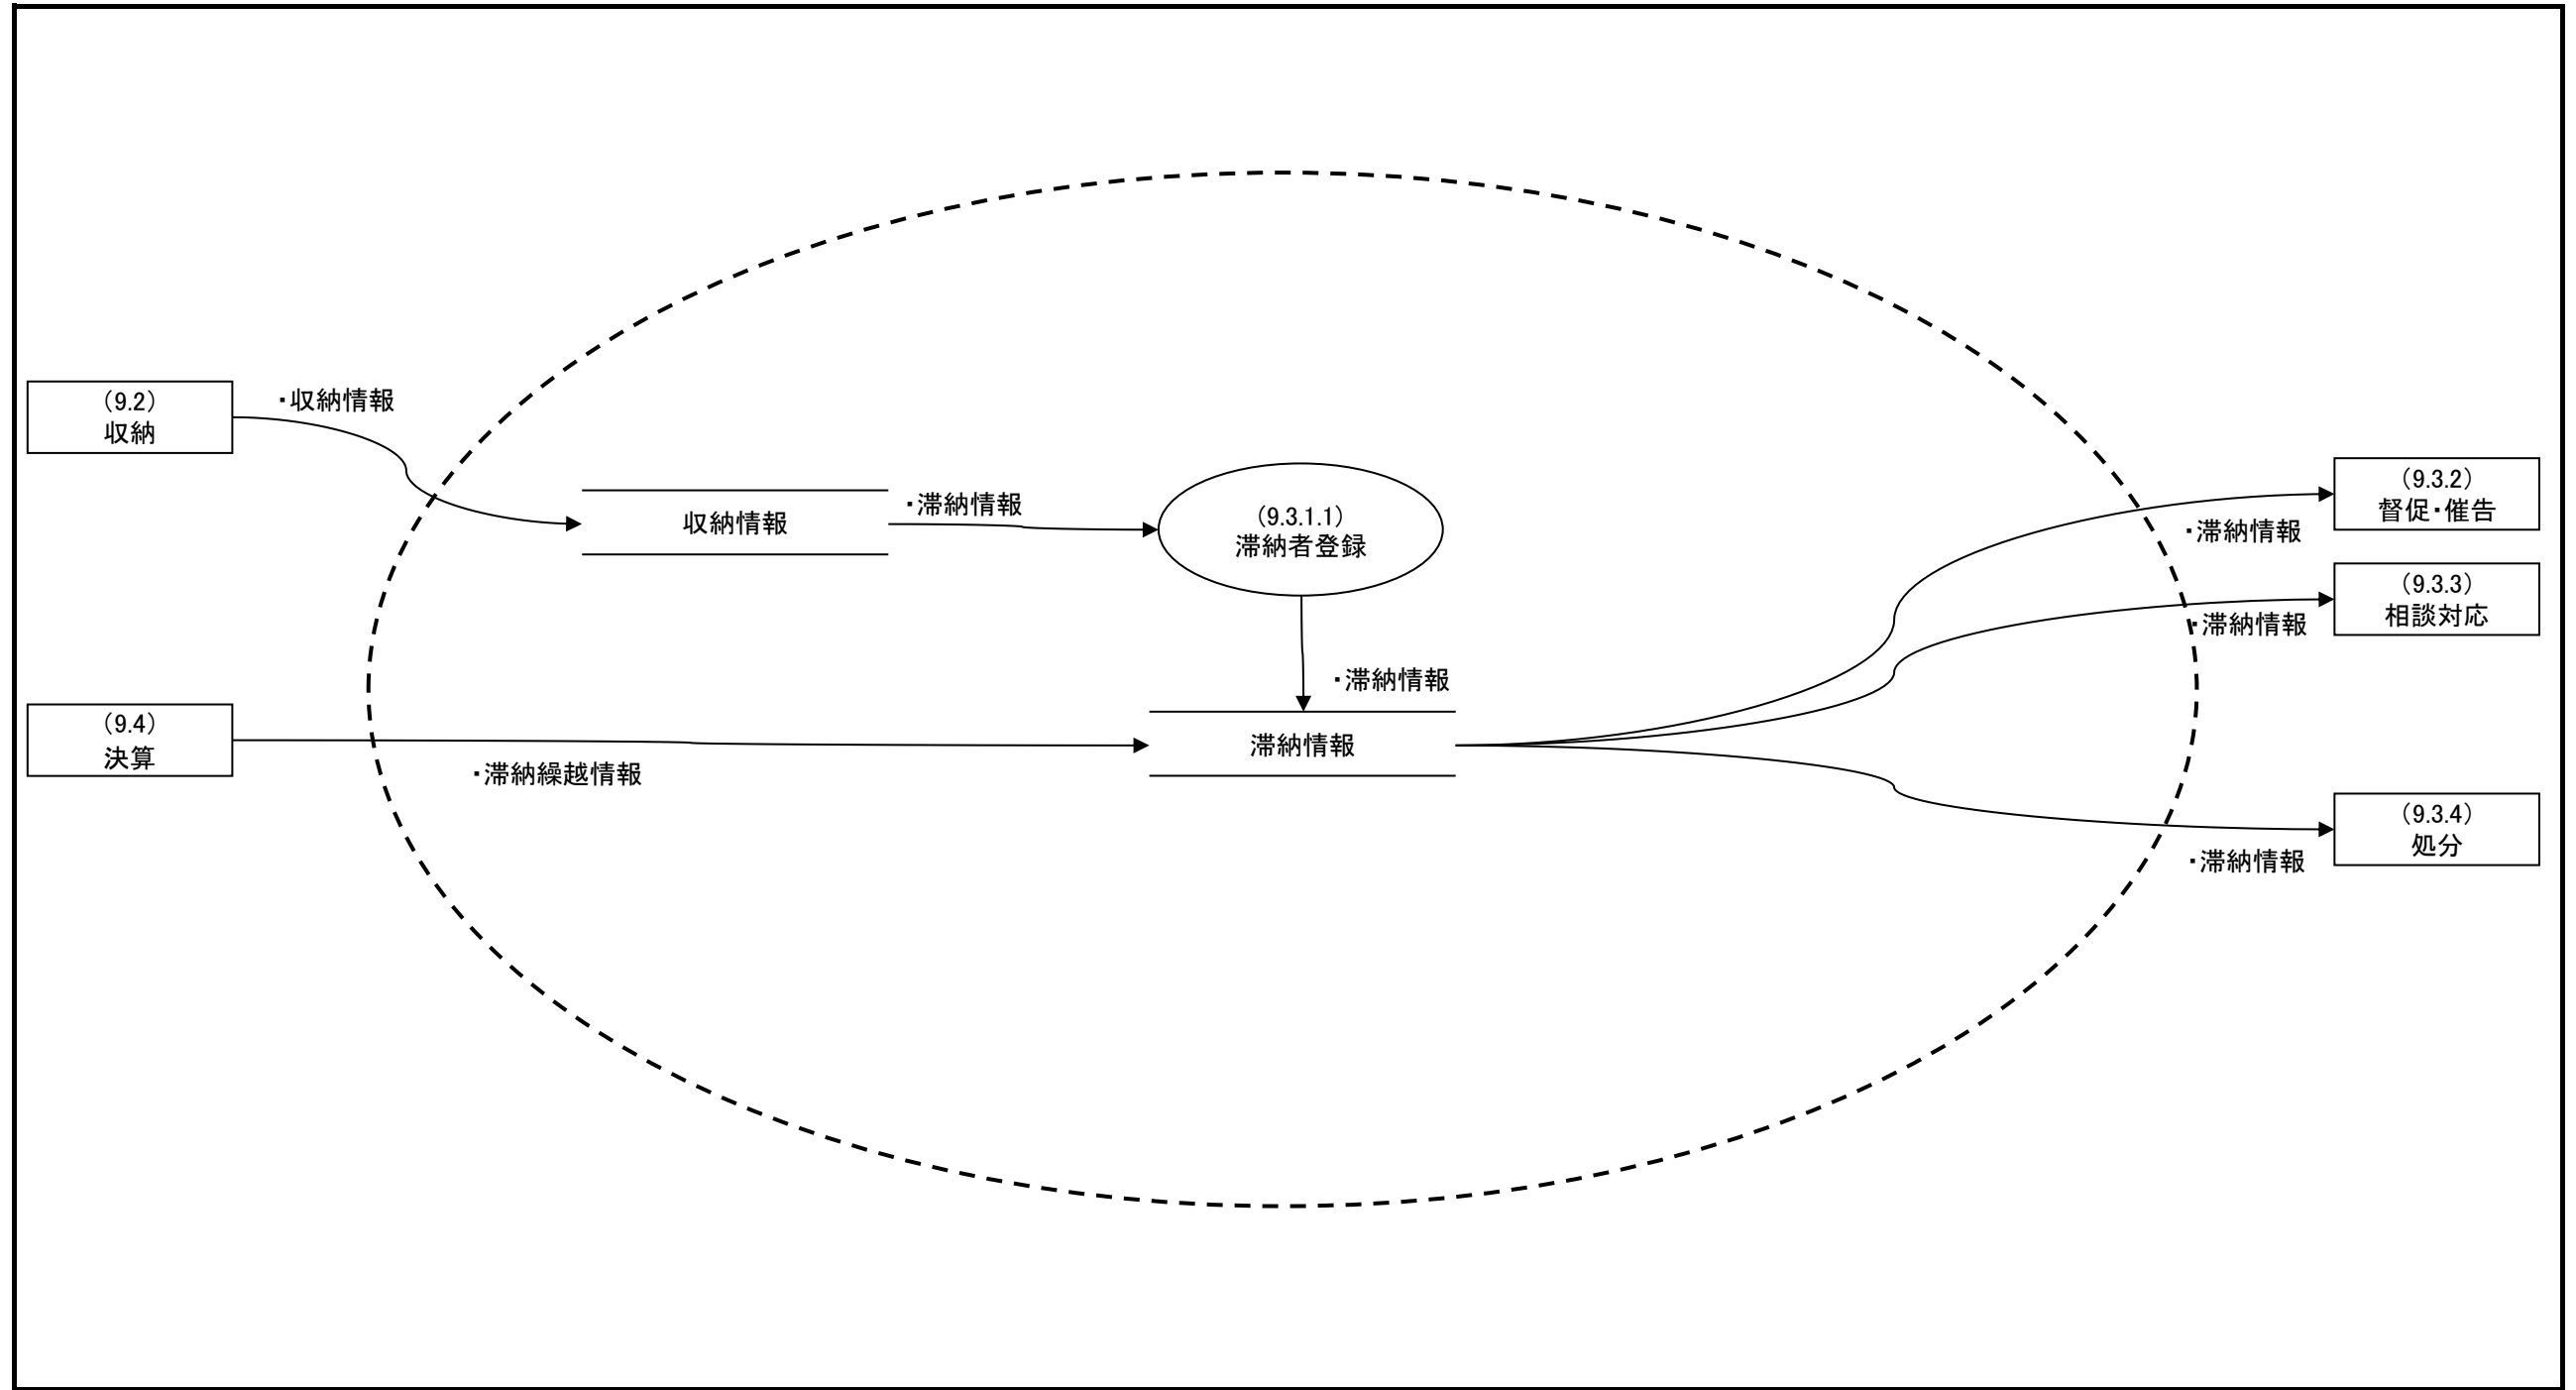 （9.2）
収納
・収納情報
収納情報
・滞納情報
（9.3.1.1）
滞納者登録
・滞納情報
（9.4）
決算
・滞納繰越情報
滞納情報
（9.3.2）
督促・催告
・滞納情報
（9.3.3）
相談対応
・滞納情報
（9.3.4）
処分
・滞納情報